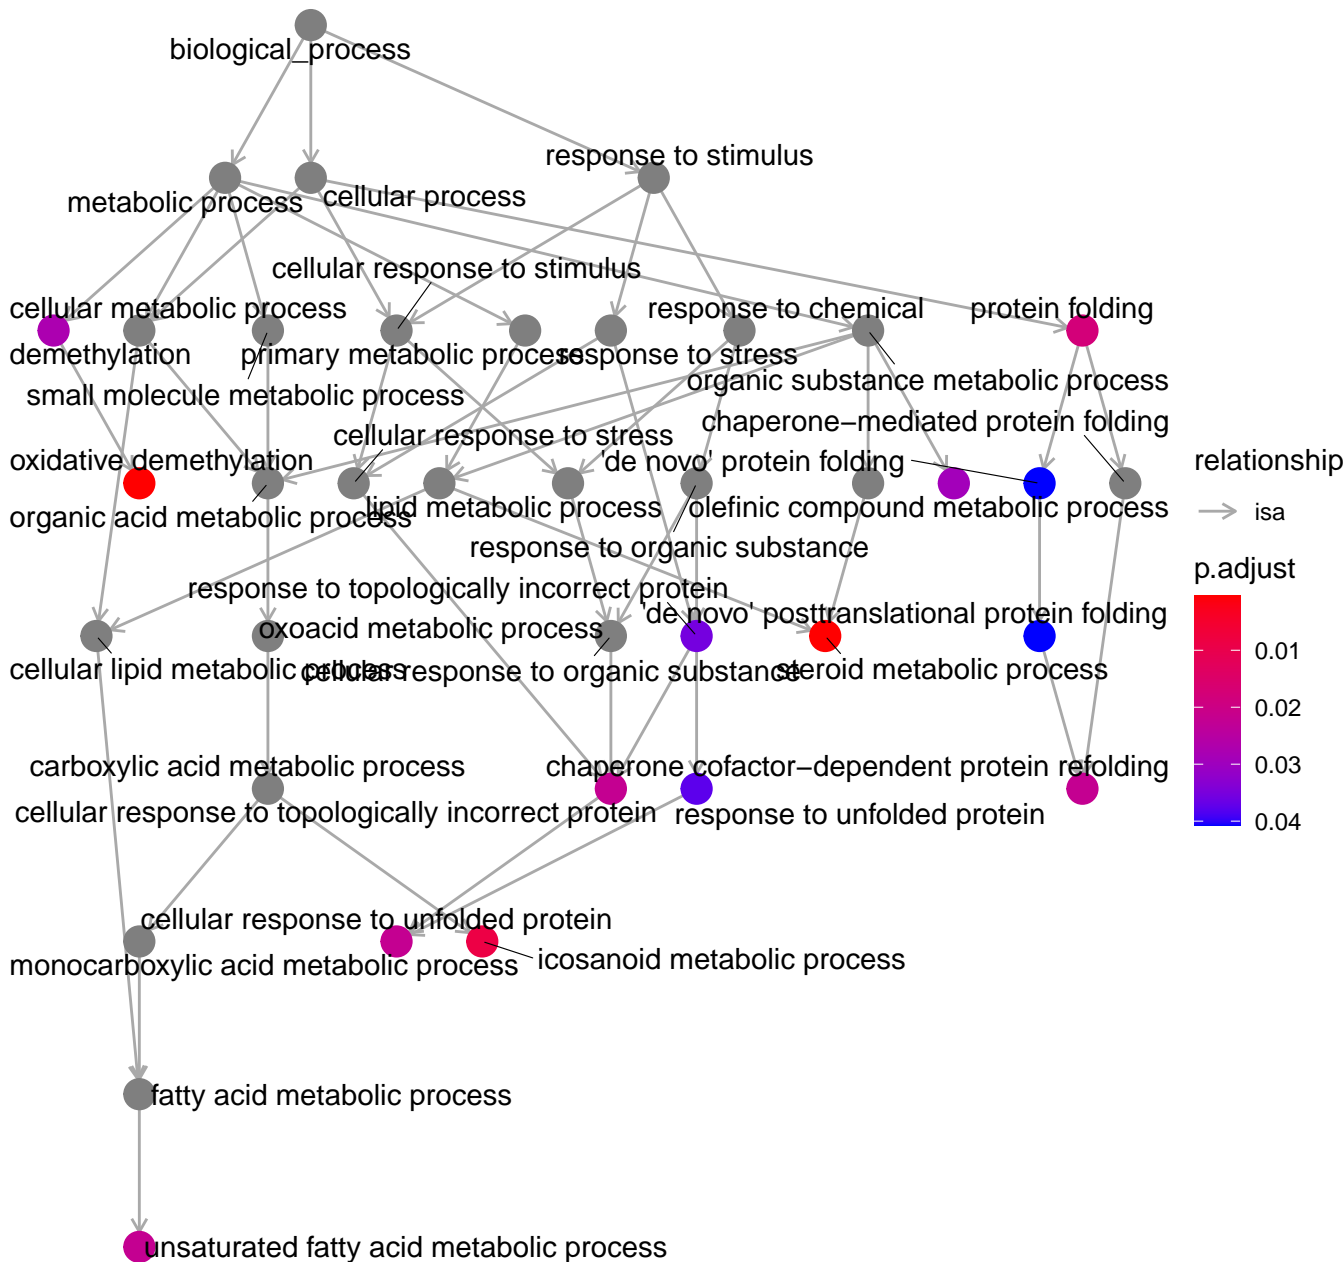 biological_process
response to stimulus
metabolic process
cellular process
cellular response to stimulus
cellular metabolic process
response to chemical
protein folding
demethylation
primary metabolic process
response to stress
organic substance metabolic process
small molecule metabolic process
chaperone−mediated protein folding
cellular response to stress
oxidative demethylation
'de novo' protein folding
relationship
organic acid metabolic process
lipid metabolic process
olefinic compound metabolic process
isa
response to organic substance
p.adjust
response to topologically incorrect protein
'de novo' posttranslational protein folding
oxoacid metabolic process
0.01
cellular lipid metabolic process
cellular response to organic substance
steroid metabolic process
0.02
carboxylic acid metabolic process
chaperone cofactor−dependent protein refolding
0.03
cellular response to topologically incorrect protein
response to unfolded protein
0.04
cellular response to unfolded protein
monocarboxylic acid metabolic process
icosanoid metabolic process
fatty acid metabolic process
unsaturated fatty acid metabolic process